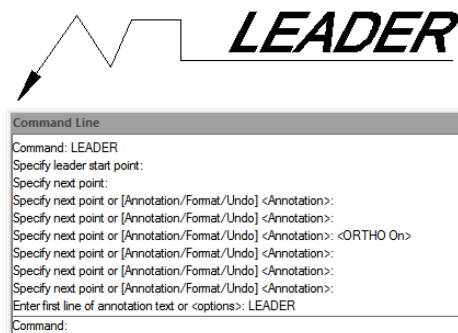 LEADER
Command Line
Command: LEADER
Specify leader start point:
Specify next point:
Specify next point or [Annotation/Format/Undo] <Annotation>:
Specify next point or [Annotation/Format/Undo] <Annotation>:
Specify next point or [Annotation/Format/Undo] <Annotation>: <ORTHO On>
Specify next point or [Annotation/Format/Undo] <Annotation>:
Specify next point or [Annotation/Format/Undo] <Annotation>:
Specify next point or [Annotation/Format/Undo] <Annotation>:
Enter first line of annotation text or <options>: LEADER
Command: